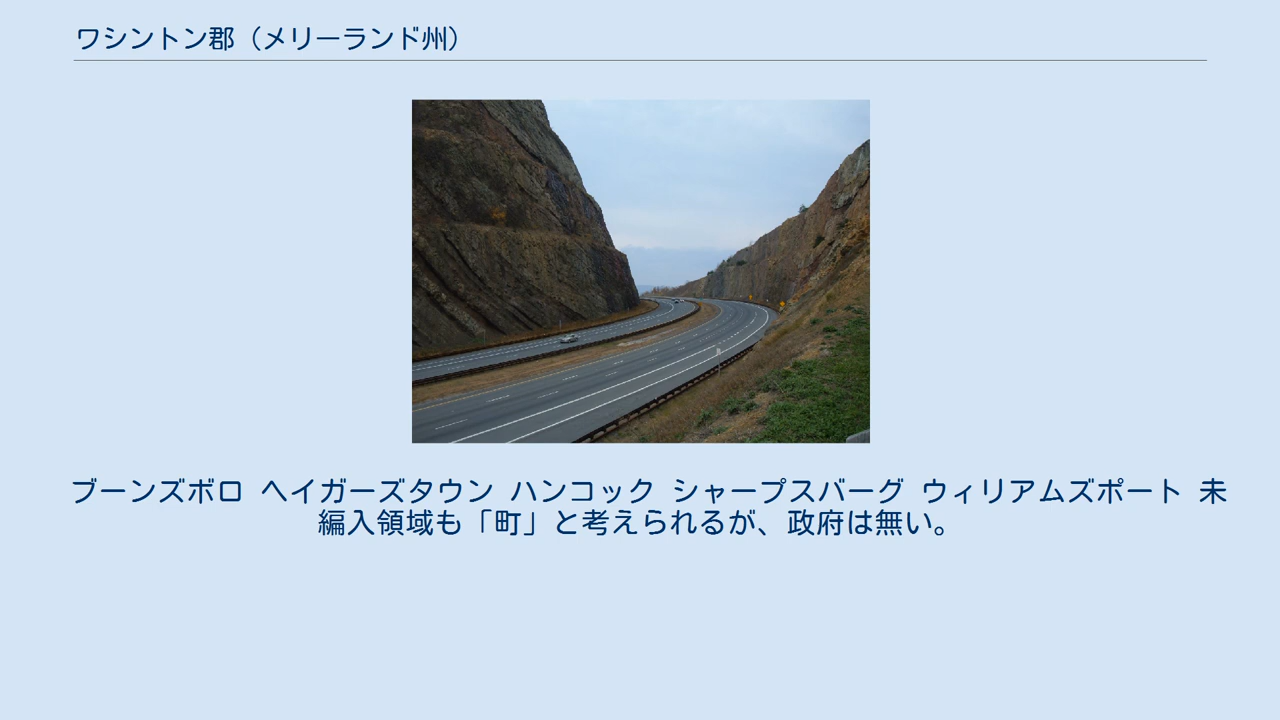 ワシントン郡（メリーランド州）
ブーンズボロ ヘイガーズタウン ハンコック シャープスバーグ ウィリアムズポート 未
編入領域も「町」と考えられるが、政府は無い。